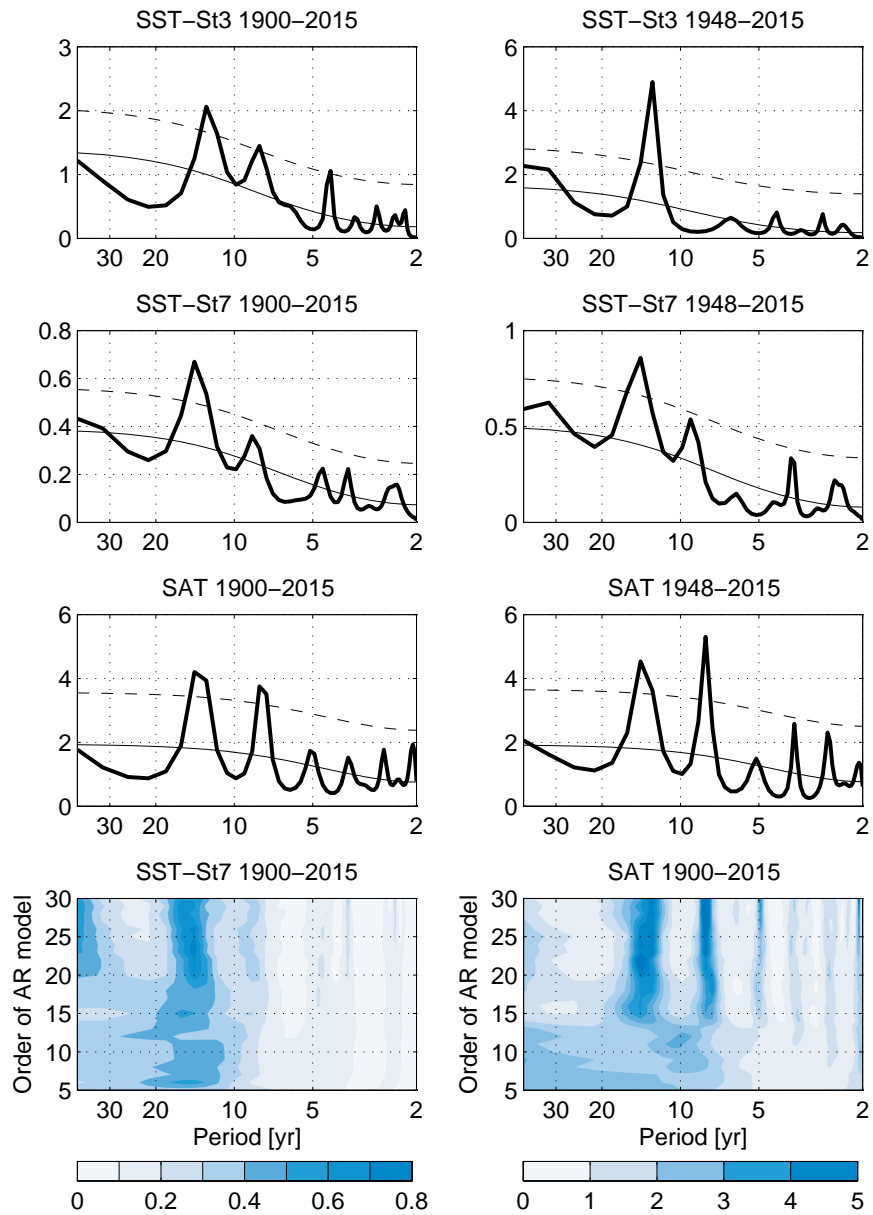 SST−St3 1900−2015
3
2
1
0
30 20 10 5 2
SST−St3 1948−2015
6
4
2
0
30 20 10 5 2
SST−St7 1900−2015
0.8
0.6
0.4
0.2
0
30 20 10 5 2
SST−St7 1948−2015
1
0.5
0
30 20 10 5 2
SAT 1900−2015
6
4
2
0
30 20 10 5 2
SAT 1948−2015
6
4
2
0
30 20 10 5 2
SST−St7 1900−2015
Order of AR model
30
25
20
15
10
5
30 20 10 5 2
Period [yr]
0 0.2 0.4 0.6 0.8
SAT 1900−2015
Order of AR model
30
25
20
15
10
5
30 20 10 5 2
Period [yr]
0 1 2 3 4 5